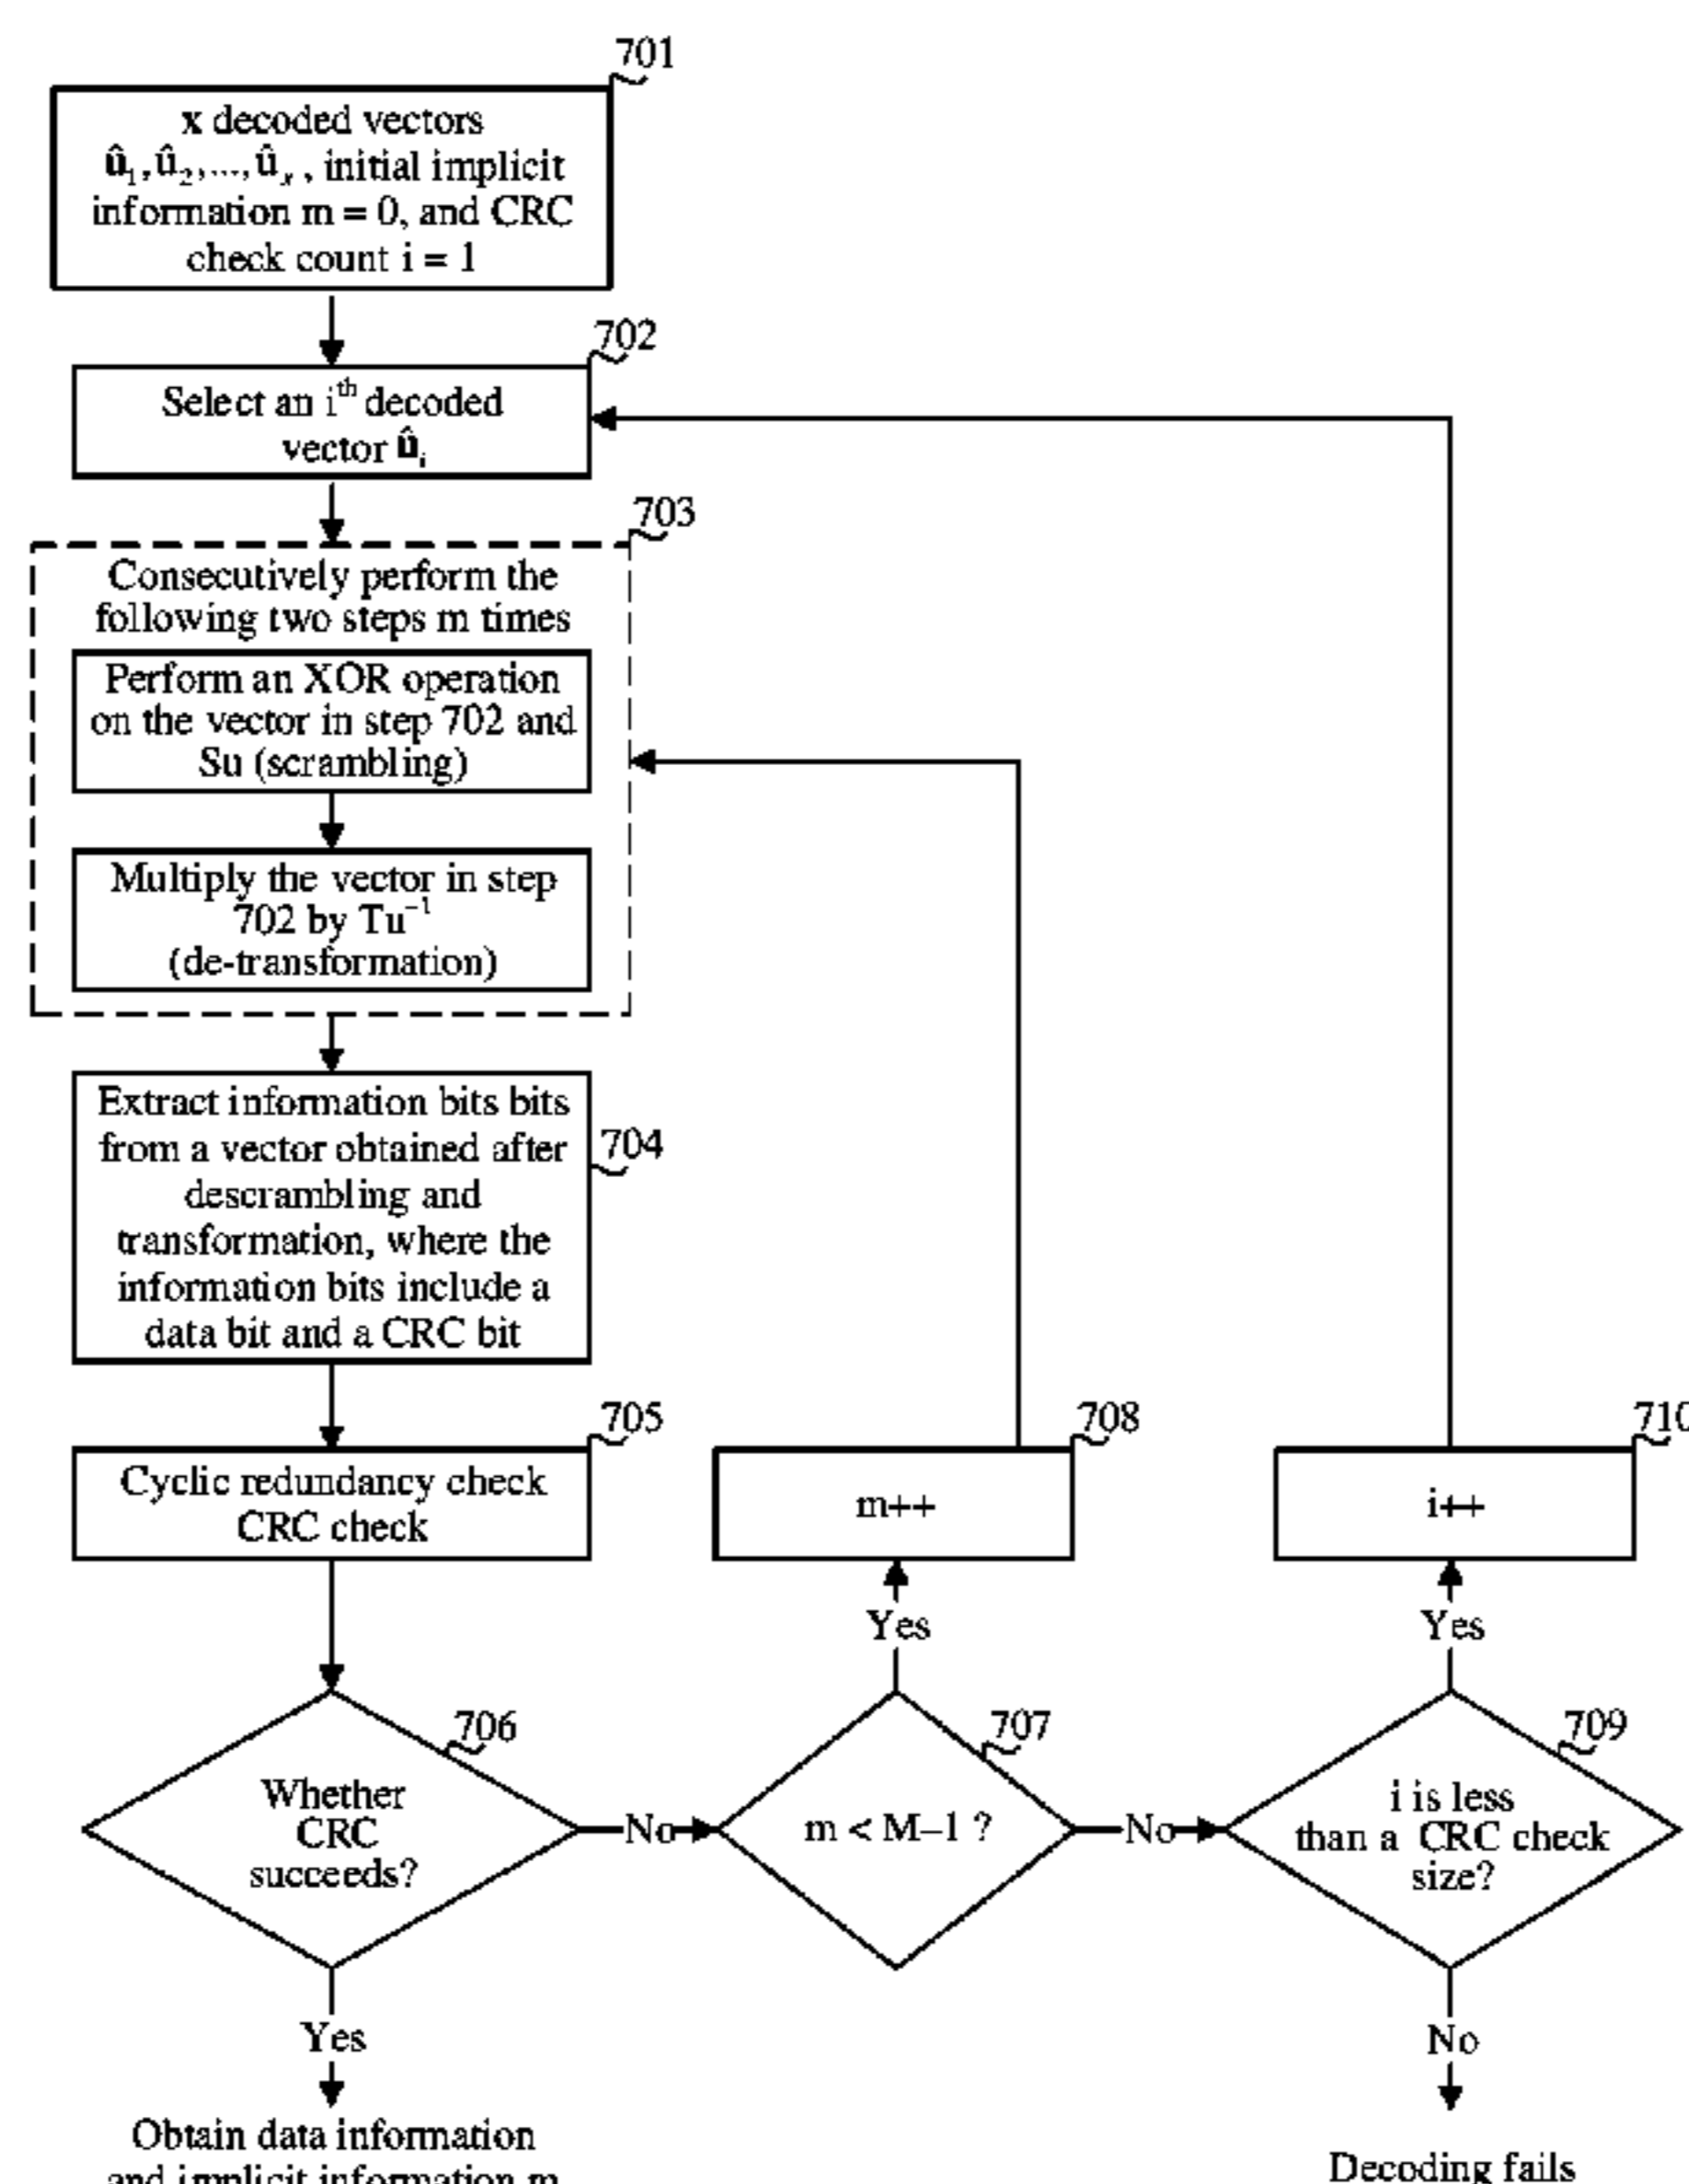 701
x decoded vectors
û₁, û₂, ..., ûₓ, initial implicit
information m = 0, and CRC
check count i = 1
702
Select an iᵗʰ decoded
vector ûᵢ
703
Consecutively perform the
following two steps m times
Perform an XOR operation
on the vector in step 702 and
Su (scrambling)
Multiply the vector in step
702 by Tu⁻¹
(de-transformation)
Extract information bits bits
from a vector obtained after
descrambling and
transformation, where the
information bits include a
data bit and a CRC bit
704
705
Cyclic redundancy check
CRC check
708
m++
710
i++
Yes
Yes
706
Whether
CRC
succeeds?
No
707
m < M–1 ?
No
709
i is less
than a CRC check
size?
Yes
No
Obtain data information
and implicit information m
Decoding fails